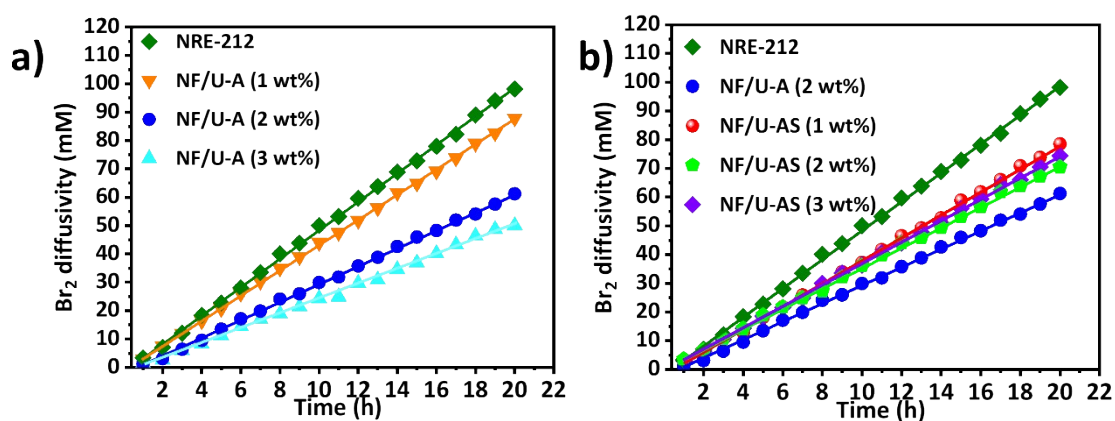 a)
Br2 diffusivity (mM)
120
110
100
90
80
70
60
50
40
30
20
10
0
NRE-212
NF/U-A (1 wt%)
NF/U-A (2 wt%)
NF/U-A (3 wt%)
2 4 6 8 10 12 14 16 18 20 22
Time (h)
b)
Br2 diffusivity (mM)
120
110
100
90
80
70
60
50
40
30
20
10
0
NRE-212
NF/U-A (2 wt%)
NF/U-AS (1 wt%)
NF/U-AS (2 wt%)
NF/U-AS (3 wt%)
2 4 6 8 10 12 14 16 18 20 22
Time (h)